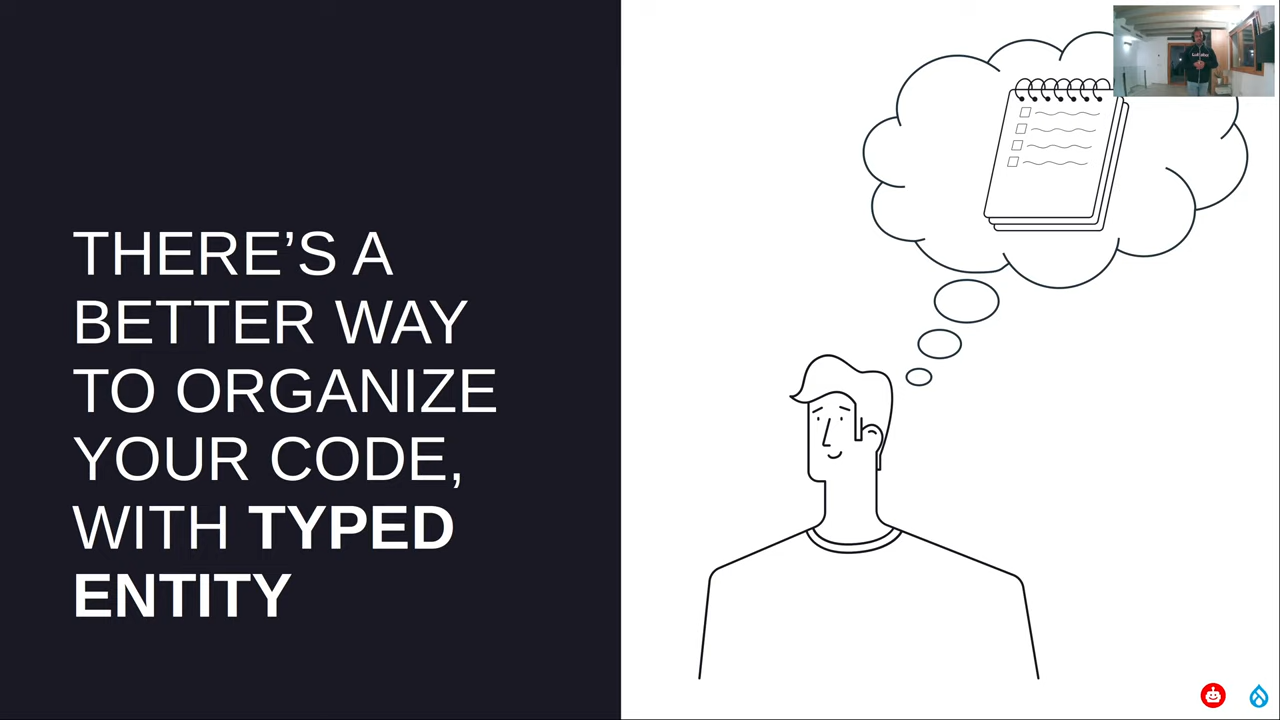 THERE’S A
BETTER WAY
TO ORGANIZE
YOUR CODE,
WITH TYPED
ENTITY